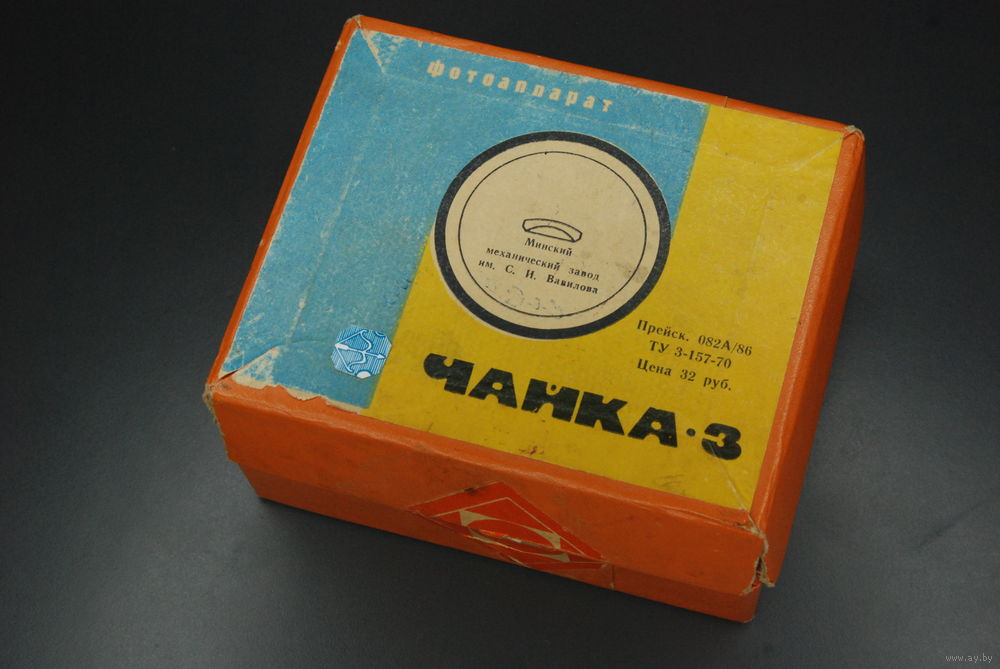 фотоаппарат
Минский
механический завод
им. С. И. Вавилова
Прейск. 082А/86
ТУ 3-157-70
Цена 32 руб.
ЧАЙКА·3
www.ay.by